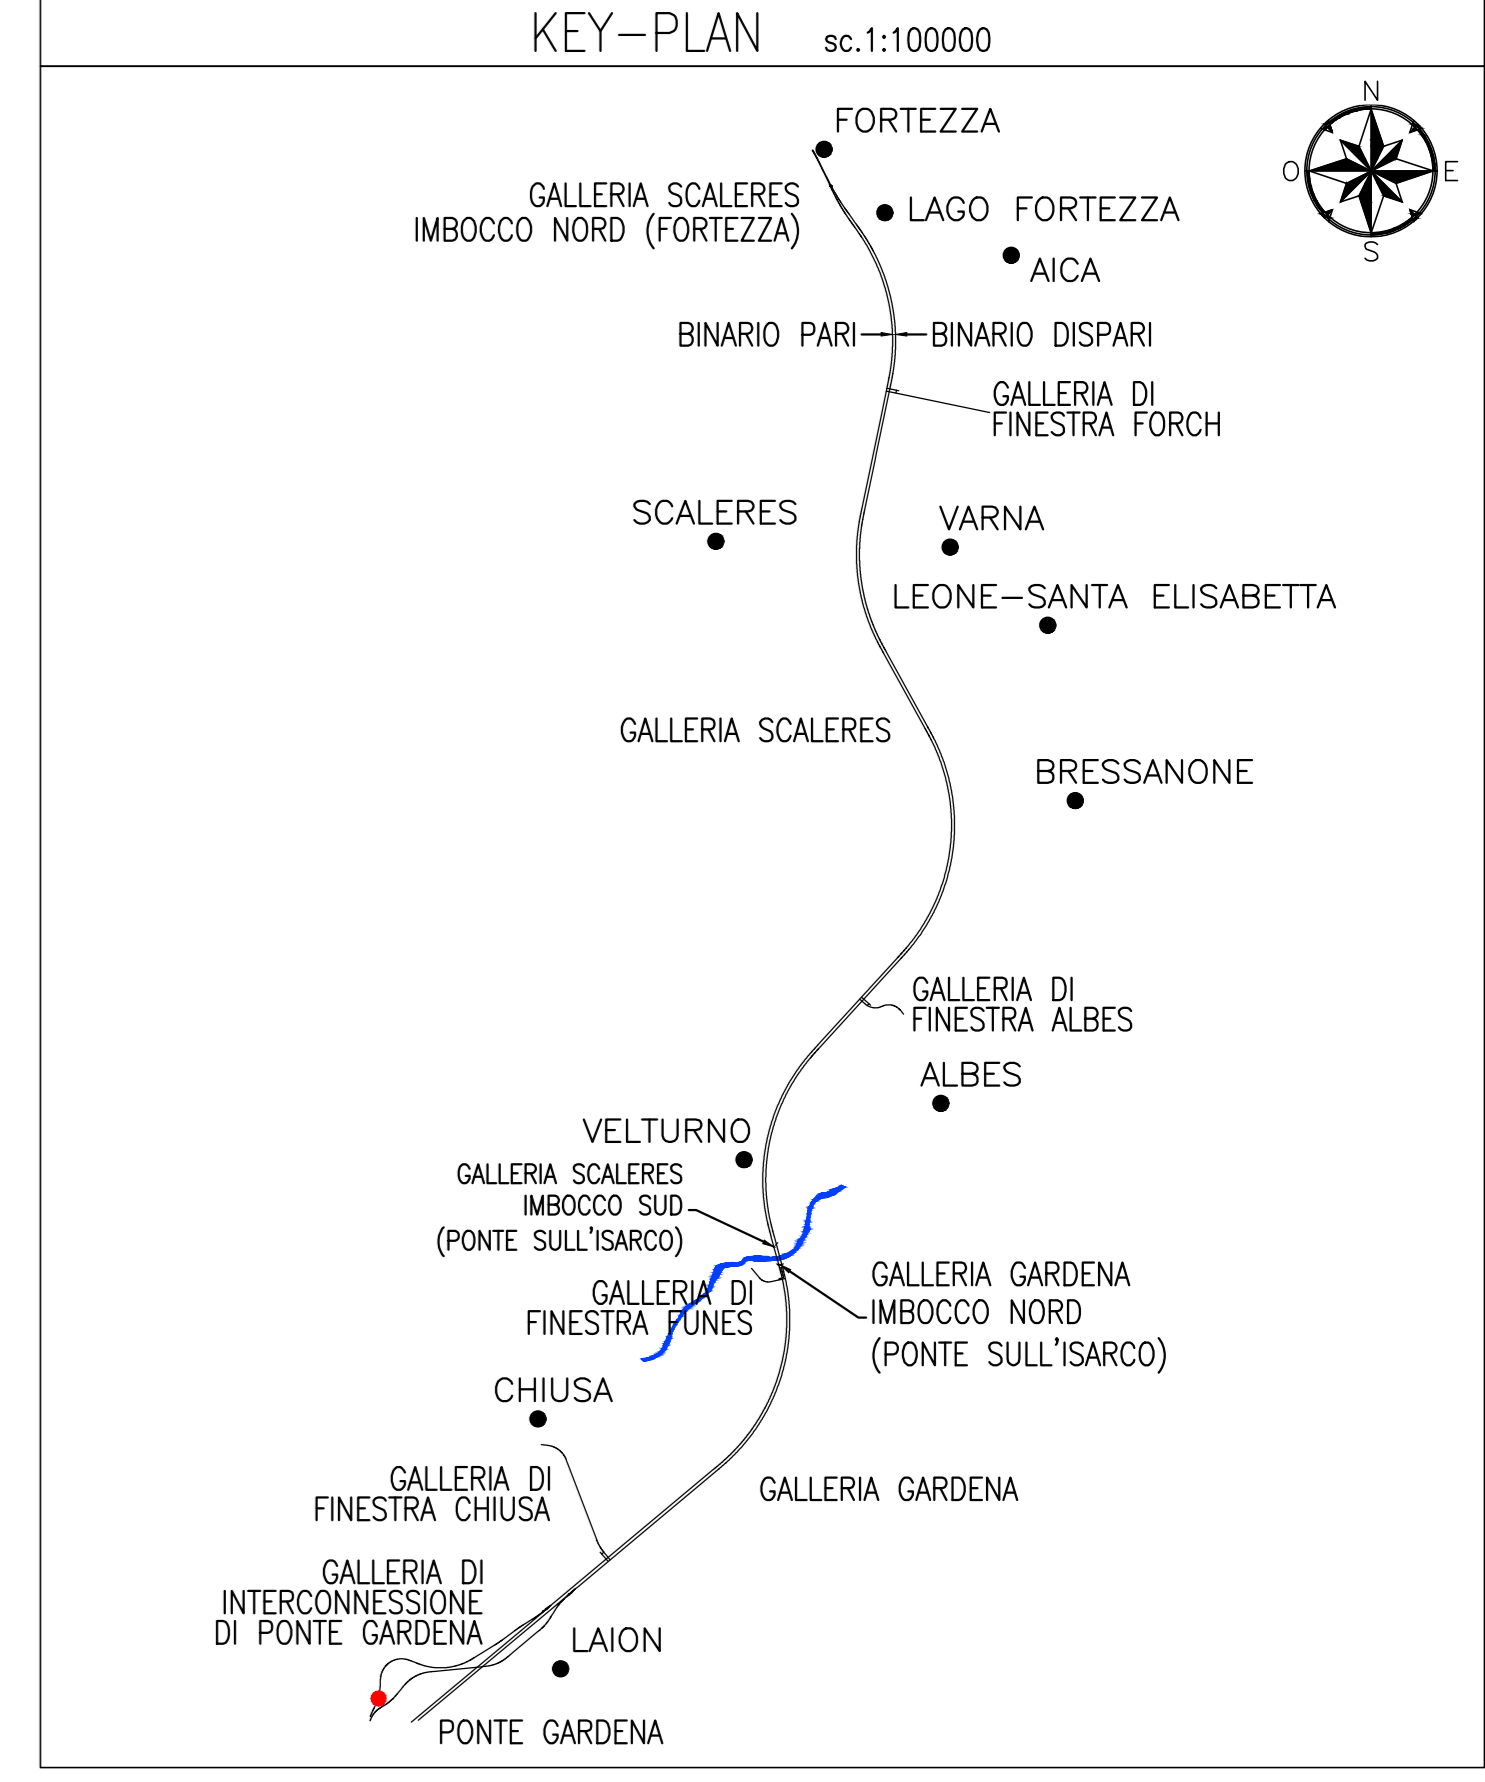 KEY-PLAN sc.1:100000
N
O
E
S
FORTEZZA
GALLERIA SCALERES
IMBOCCO NORD (FORTEZZA)
LAGO FORTEZZA
AICA
BINARIO PARI
BINARIO DISPARI
GALLERIA DI
FINESTRA FORCH
SCALERES
VARNA
LEONE-SANTA ELISABETTA
GALLERIA SCALERES
BRESSANONE
GALLERIA DI
FINESTRA ALBES
ALBES
VELTURNO
GALLERIA SCALERES
IMBOCCO SUD
(PONTE SULL'ISARCO)
GALLERIA DI
FINESTRA FUNES
GALLERIA GARDENA
IMBOCCO NORD
(PONTE SULL'ISARCO)
CHIUSA
GALLERIA DI
FINESTRA CHIUSA
GALLERIA GARDENA
GALLERIA DI
INTERCONNESSIONE
DI PONTE GARDENA
LAION
PONTE GARDENA